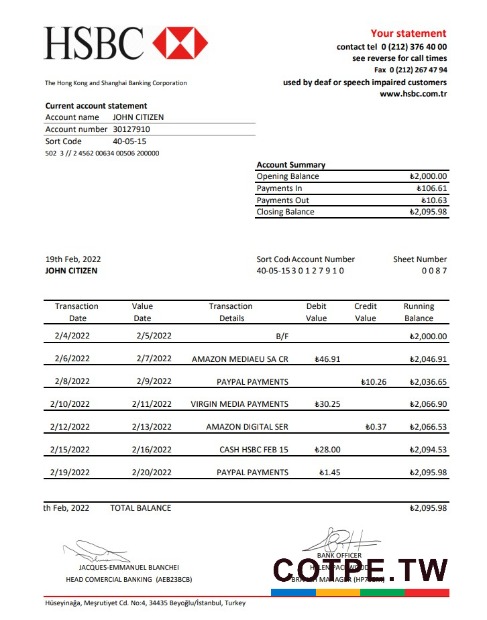 HSBC
Your statement
contact tel 0 (212) 376 40 00
see reverse for call times
Fax 0 (212) 267 47 94
used by deaf or speech impaired customers
www.hsbc.com.tr
The Hong Kong and Shanghai Banking Corporation
Current account statement
Account name JOHN CITIZEN
Account number 30127910
Sort Code 40-05-15
502 3 // 2 4562 00634 00506 200000
Account Summary
Opening Balance ₺2,000.00
Payments In ₺106.61
Payments Out ₺10.63
Closing Balance ₺2,095.98
19th Feb, 2022 Sort Code Account Number Sheet Number
JOHN CITIZEN 40-05-15 3 0 1 2 7 9 1 0 0 0 8 7
Transaction Value Transaction Debit Credit Running
Date Date Details Value Value Balance
2/4/2022 2/5/2022 B/F ₺2,000.00
2/6/2022 2/7/2022 AMAZON MEDIAEU SA CR ₺46.91 ₺2,046.91
2/8/2022 2/9/2022 PAYPAL PAYMENTS ₺10.26 ₺2,036.65
2/10/2022 2/11/2022 VIRGIN MEDIA PAYMENTS ₺30.25 ₺2,066.90
2/12/2022 2/13/2022 AMAZON DIGITAL SER ₺0.37 ₺2,066.53
2/15/2022 2/16/2022 CASH HSBC FEB 15 ₺28.00 ₺2,094.53
2/19/2022 2/20/2022 PAYPAL PAYMENTS ₺1.45 ₺2,095.98
th Feb, 2022 TOTAL BALANCE ₺2,095.98
BANK OFFICER
JACQUES-EMMANUEL BLANCHEI
HEAD COMERCIAL BANKING (AEB23BCB)
COTPE.TW
Hüseyinağa, Meşrutiyet Cd. No:4, 34435 Beyoğlu/İstanbul, Turkey